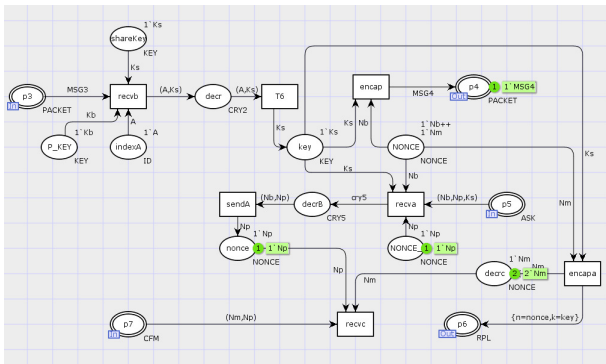 1`Ks
shareKey
KEY
Ks
p3
In
PACKET
MSG3
recvb
(A,Ks)
decr
CRY2
(A,Ks)
T6
encap
MSG4
p4
1
1`MSG4
Out
PACKET
Kb
1`Kb
P_KEY
KEY
A
1`A
indexA
ID
Ks
1`Ks
key
KEY
Ks
Nb
1`Nb++
1`Nm
NONCE
NONCE
Ks
Ks
Nb
sendA
(Nb,Np)
decrB
CRY5
cry5
recva
(Nb,Np,Ks)
p5
In
ASK
Nm
Np
1`Np
nonce
1
1`Np
NONCE
Np
1`Np
NONCE_
1
1`Np
NONCE
Np
Nm
1`Nm
decrc
2
2`Nm
NONCE
Nm
encapa
p7
In
CFM
(Nm,Np)
recvc
p6
Out
RPL
{n=nonce,k=key}